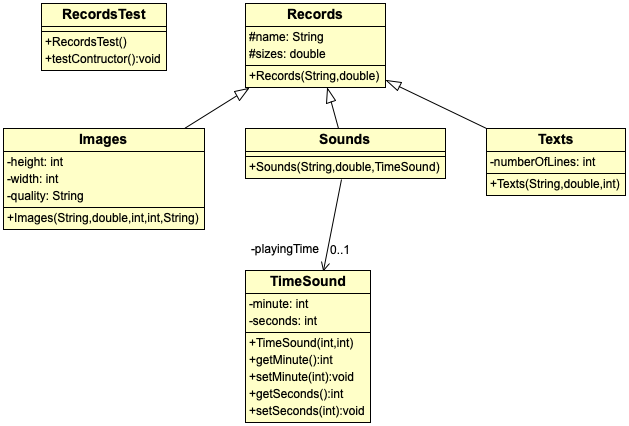 RecordsTest
+RecordsTest()
+testContructor():void
Records
#name: String
#sizes: double
+Records(String,double)
Images
-height: int
-width: int
-quality: String
+Images(String,double,int,int,String)
Sounds
+Sounds(String,double,TimeSound)
Texts
-numberOfLines: int
+Texts(String,double,int)
-playingTime 0..1
TimeSound
-minute: int
-seconds: int
+TimeSound(int,int)
+getMinute():int
+setMinute(int):void
+getSeconds():int
+setSeconds(int):void